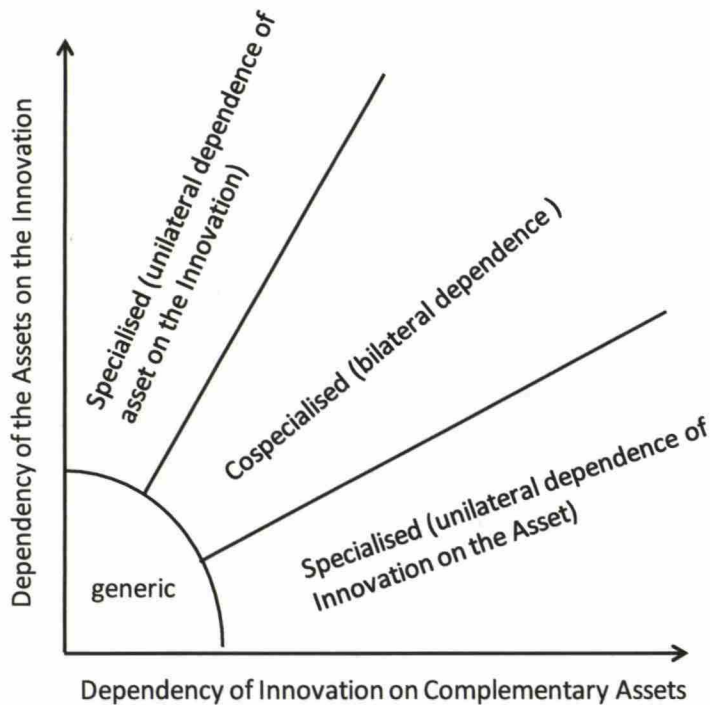 Dependency of the Assets on the Innovation
Specialised (unilateral dependence of
asset on the Innovation)
Cospecialised (bilateral dependence )
Specialised (unilateral dependence of
Innovation on the Asset)
generic
Dependency of Innovation on Complementary Assets